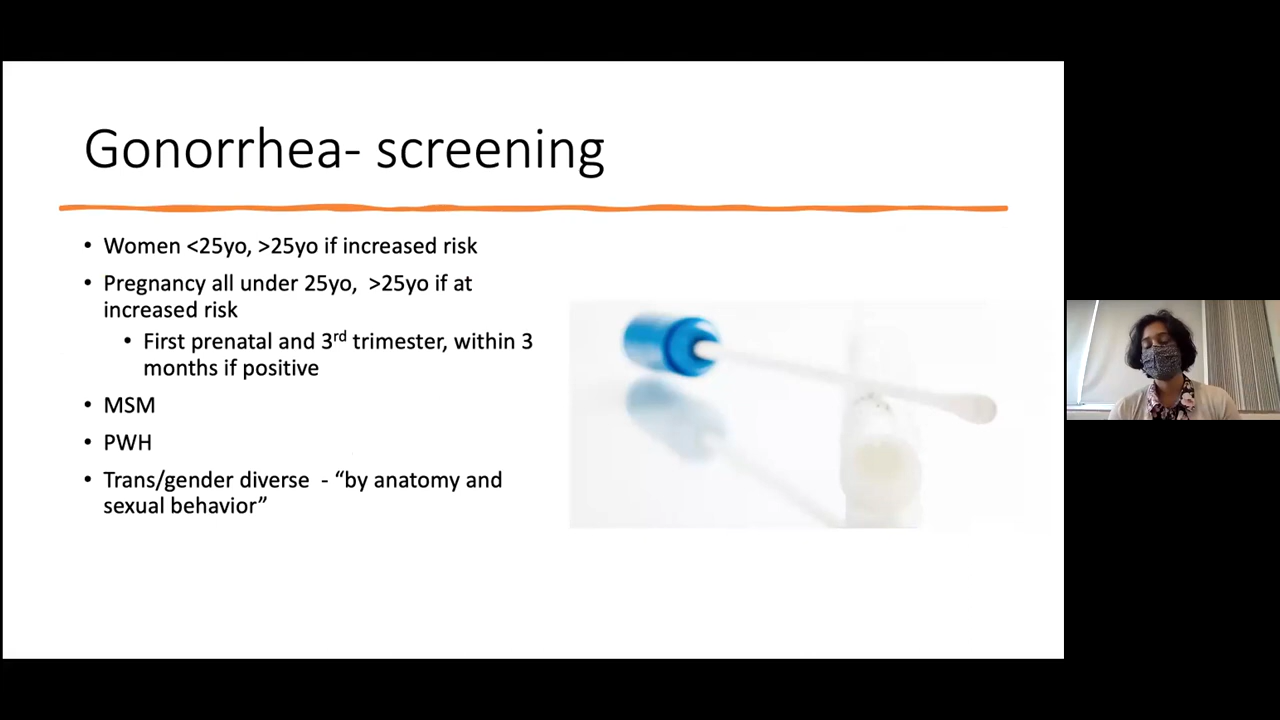 Gonorrhea- screening
• Women <25yo, >25yo if increased risk
• Pregnancy all under 25yo,  >25yo if at
increased risk
• First prenatal and 3rd trimester, within 3
months if positive
• MSM
• PWH
• Trans/gender diverse  - “by anatomy and
sexual behavior”